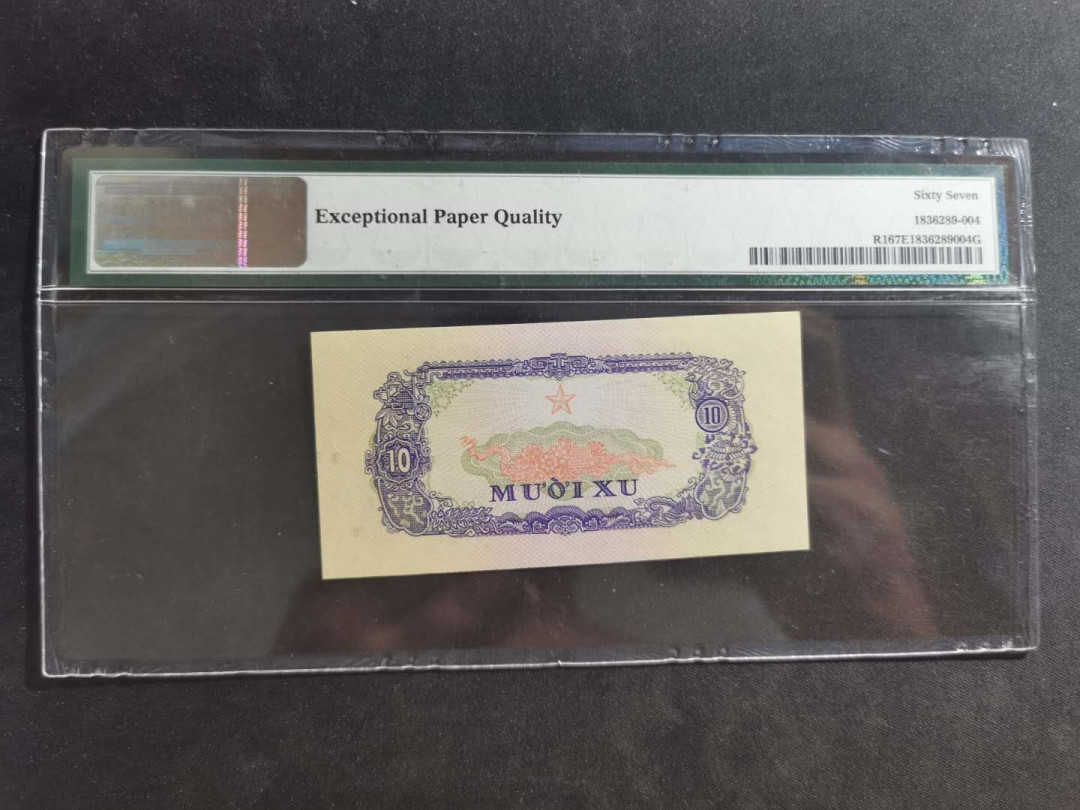 Exceptional Paper Quality
Sixty Seven
1836289-004
R167E1836289004G
10
10
MƯỜI XU